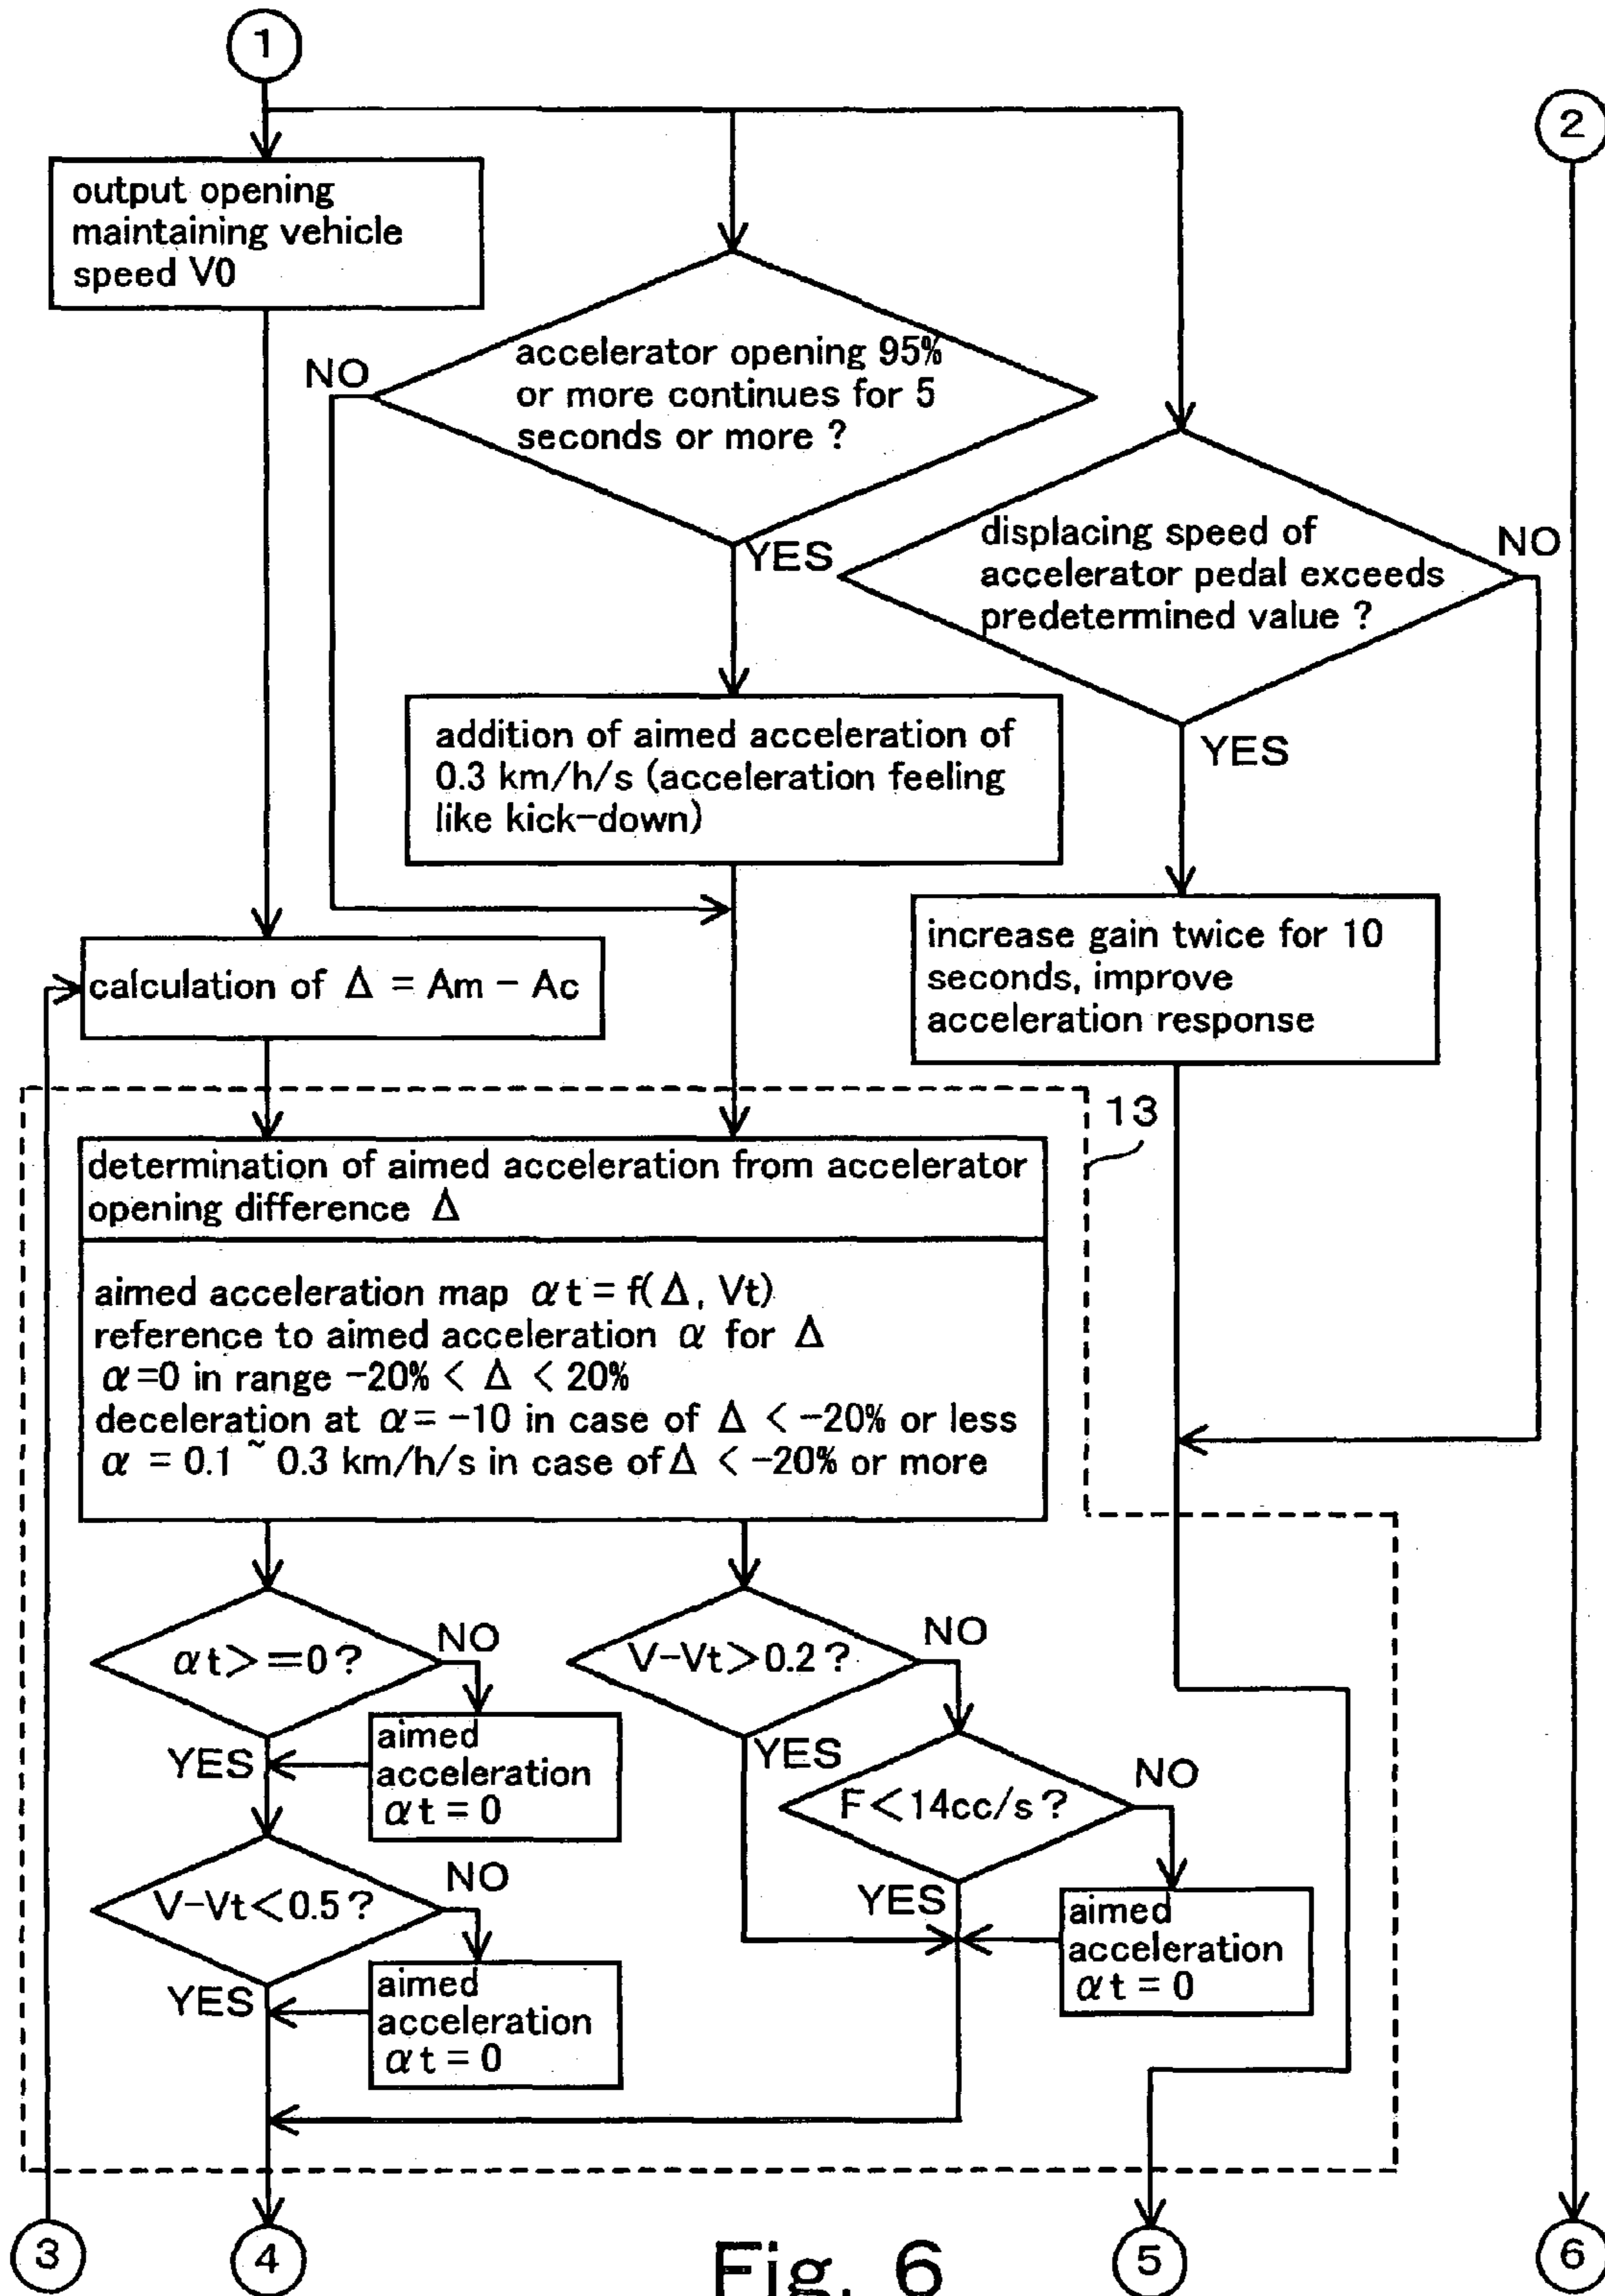 1
2
output opening
maintaining vehicle
speed V0
accelerator opening 95%
or more continues for 5
seconds or more ?
NO
YES
displacing speed of
accelerator pedal exceeds
predetermined value ?
NO
YES
addition of aimed acceleration of
0.3 km/h/s (acceleration feeling
like kick-down)
increase gain twice for 10
seconds, improve
acceleration response
calculation of Δ = Am - Ac
13
determination of aimed acceleration from accelerator
opening difference Δ
aimed acceleration map αt = f( Δ, Vt)
reference to aimed acceleration α for Δ
α=0 in range -20% < Δ < 20%
deceleration at α= -10 in case of Δ < -20% or less
α = 0.1 ~ 0.3 km/h/s in case of Δ < -20% or more
αt>=0?
NO
YES
aimed
acceleration
αt = 0
V-Vt>0.2?
NO
YES
F<14cc/s?
NO
YES
aimed
acceleration
αt = 0
V-Vt<0.5?
NO
YES
aimed
acceleration
αt = 0
3
4
5
6
Fig. 6